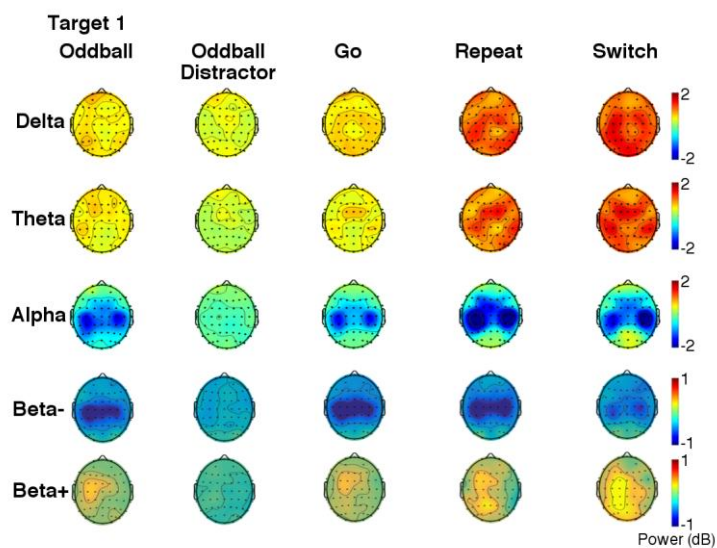 Target 1
Oddball Oddball Distractor Go Repeat Switch
Delta 2 -2
Theta 2 -2
Alpha 2 -2
Beta- 1 -1
Beta+ 1 -1
Power (dB)